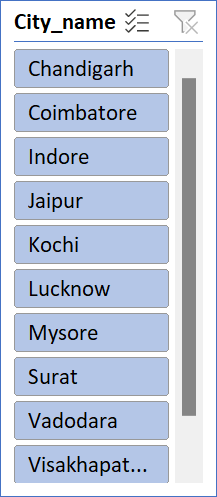 City_name
Chandigarh
Coimbatore
Indore
Jaipur
Kochi
Lucknow
Mysore
Surat
Vadodara
Visakhapat...